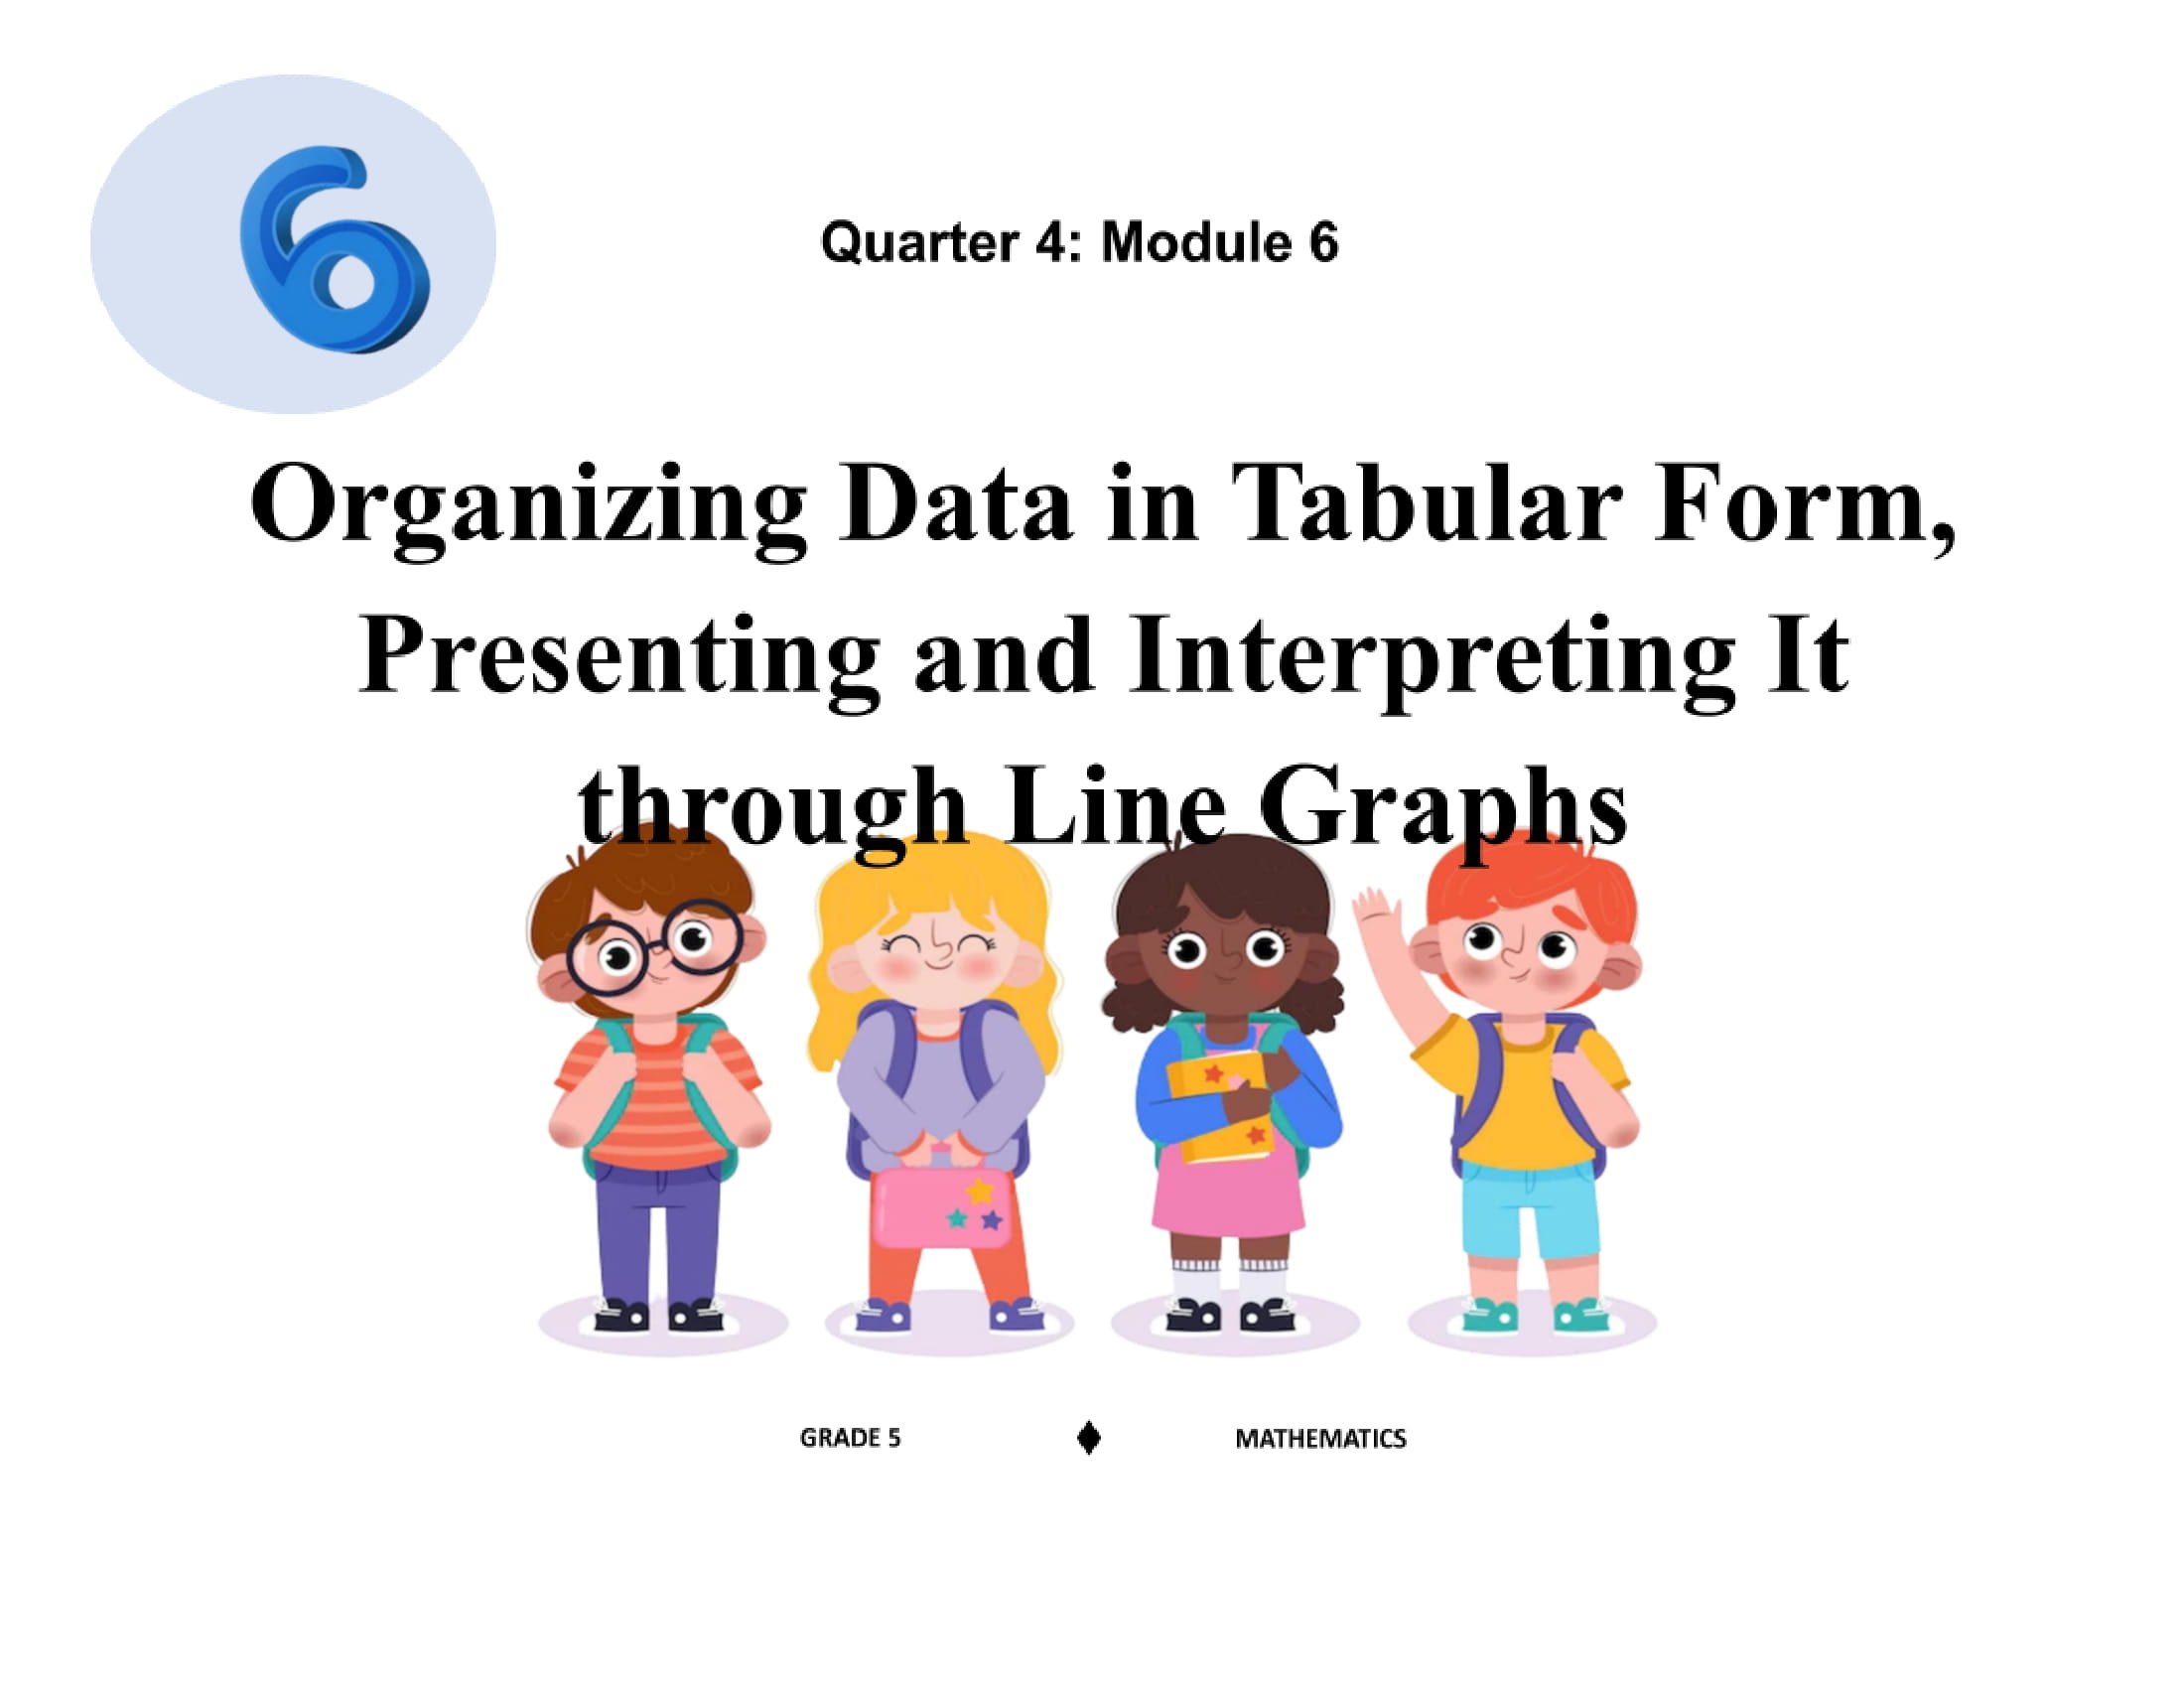 6
Quarter 4: Module 6
Organizing Data in Tabular Form,
Presenting and Interpreting It
through Line Graphs
GRADE 5 ♦ MATHEMATICS